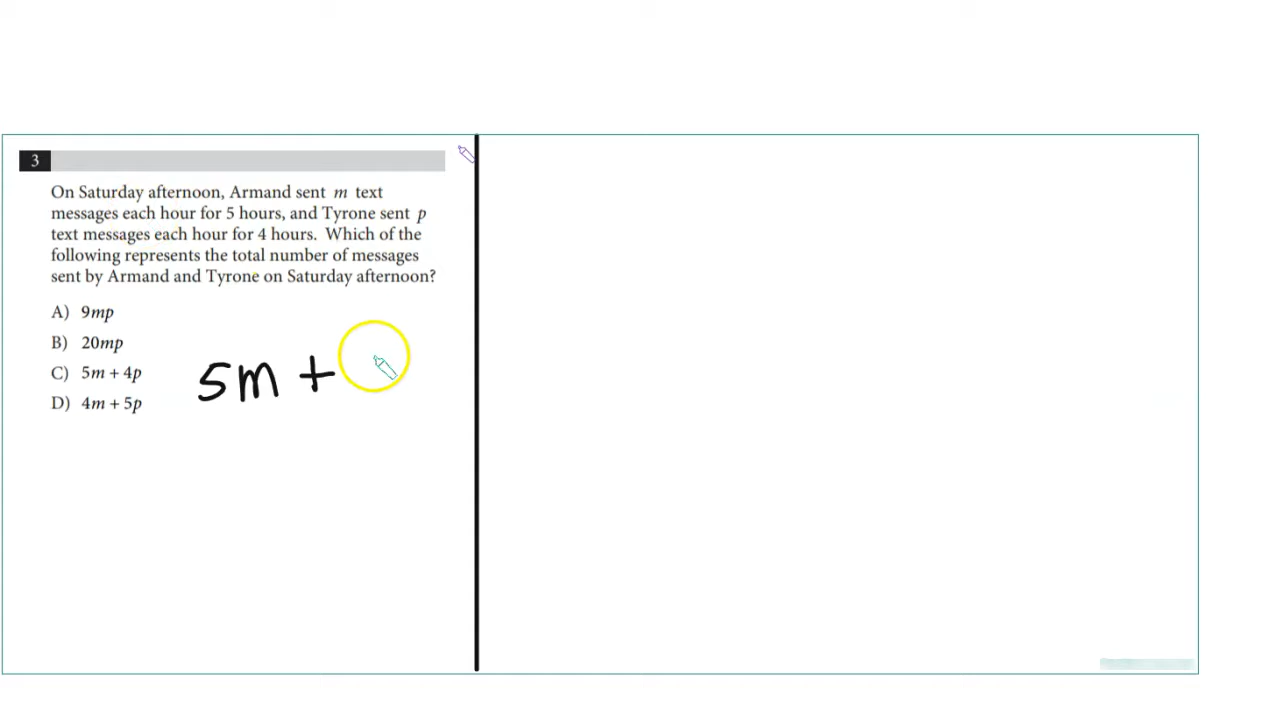 3
On Saturday afternoon, Armand sent m text
messages each hour for 5 hours, and Tyrone sent p
text messages each hour for 4 hours. Which of the
following represents the total number of messages
sent by Armand and Tyrone on Saturday afternoon?
A) 9mp
B) 20mp
C) 5m + 4p
D) 4m + 5p
5m +